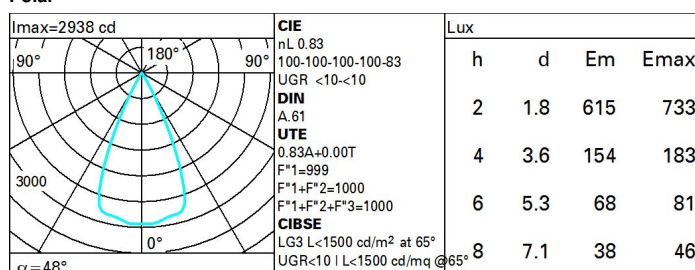 Imax=2938 cd
90° 180° 90°
3000
0°
α=48°
CIE
nL 0.83
100-100-100-100-83
UGR <10-<10
DIN
A.61
UTE
0.83A+0.00T
F"1=999
F"1+F"2=1000
F"1+F"2+F"3=1000
CIBSE
LG3 L<1500 cd/m² at 65°
UGR<10 | L<1500 cd/mq @65°
Lux
h d Em Emax
2 1.8 615 733
4 3.6 154 183
6 5.3 68 81
8 7.1 38 46